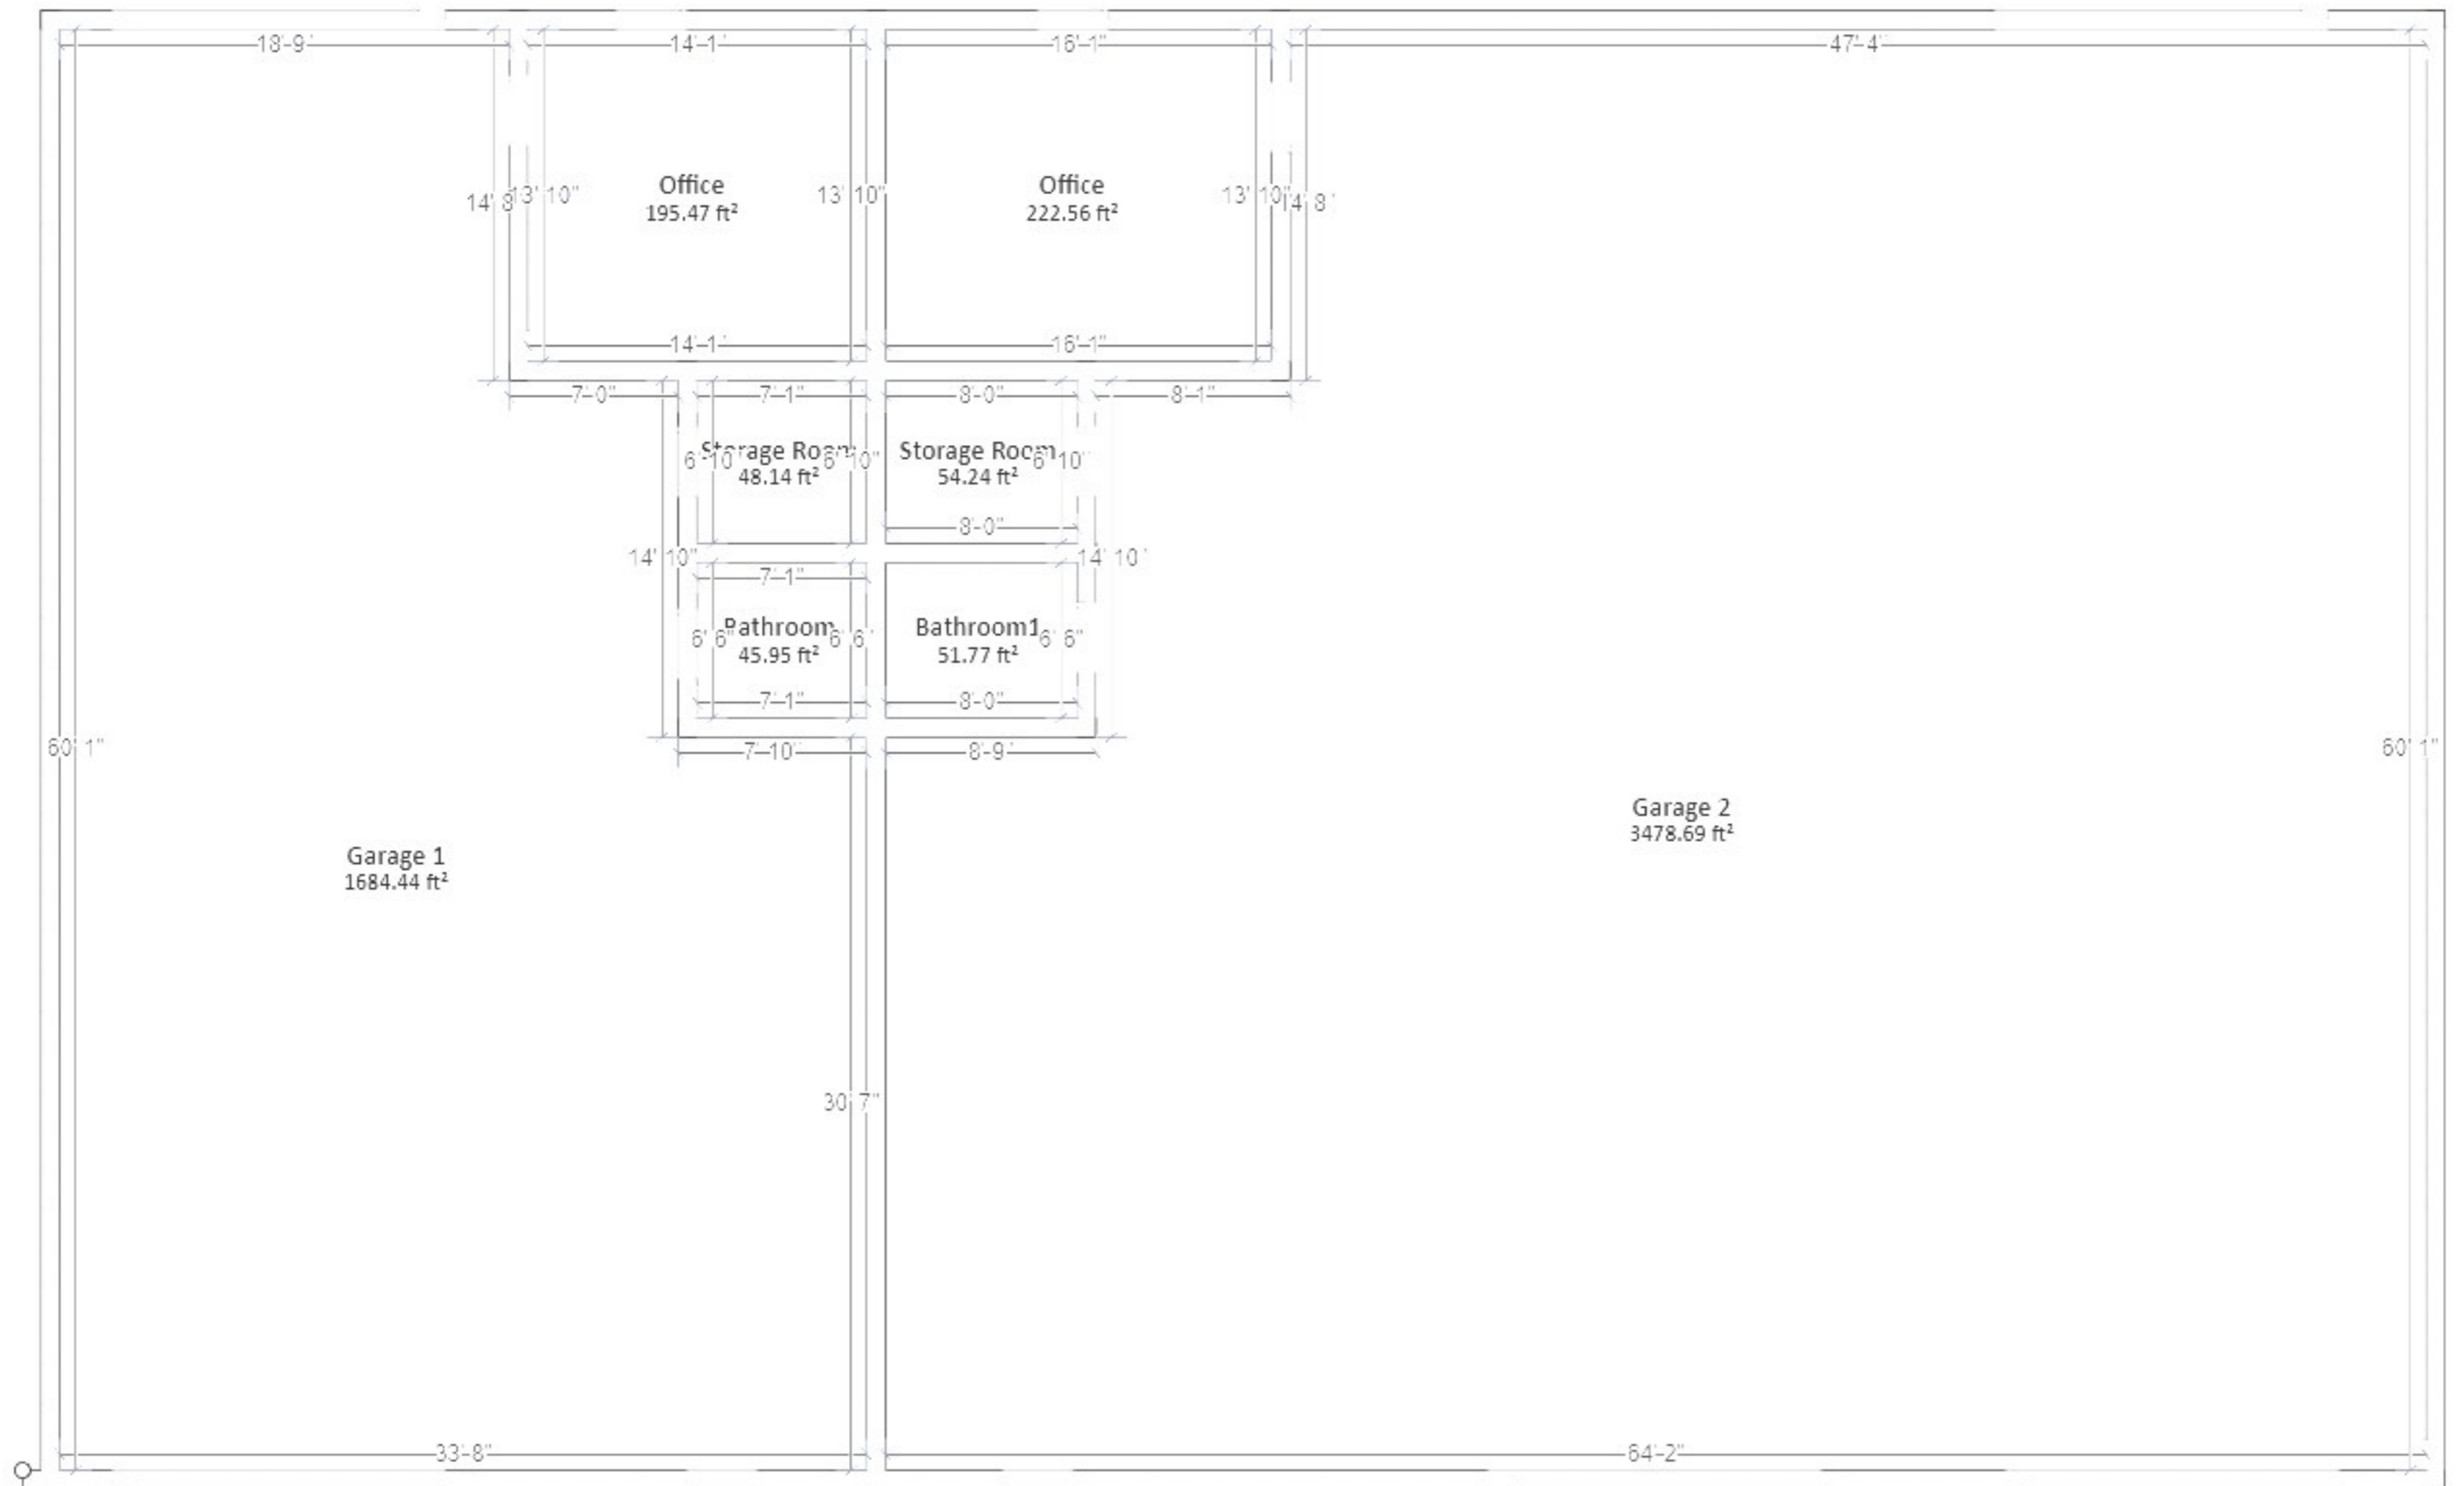 18'-9"
14'-1"
16'-1"
47'-4"
Office
195.47 ft²
Office
222.56 ft²
14' 8"
13' 10"
13' 10"
13' 10"
14' 8"
14'-1"
16'-1"
7'-0"
7'-1"
8'-0"
8'-1"
Storage Room
48.14 ft²
Storage Room
54.24 ft²
6' 10"
6' 10"
6' 10"
8'-0"
14' 10"
14' 10"
7'-1"
Bathroom
45.95 ft²
Bathroom1
51.77 ft²
6' 6"
6' 6"
6' 6"
7'-1"
8'-0"
60' 1"
7'-10"
8'-9"
60' 1"
Garage 2
3478.69 ft²
Garage 1
1684.44 ft²
30' 7"
33'-8"
64'-2"